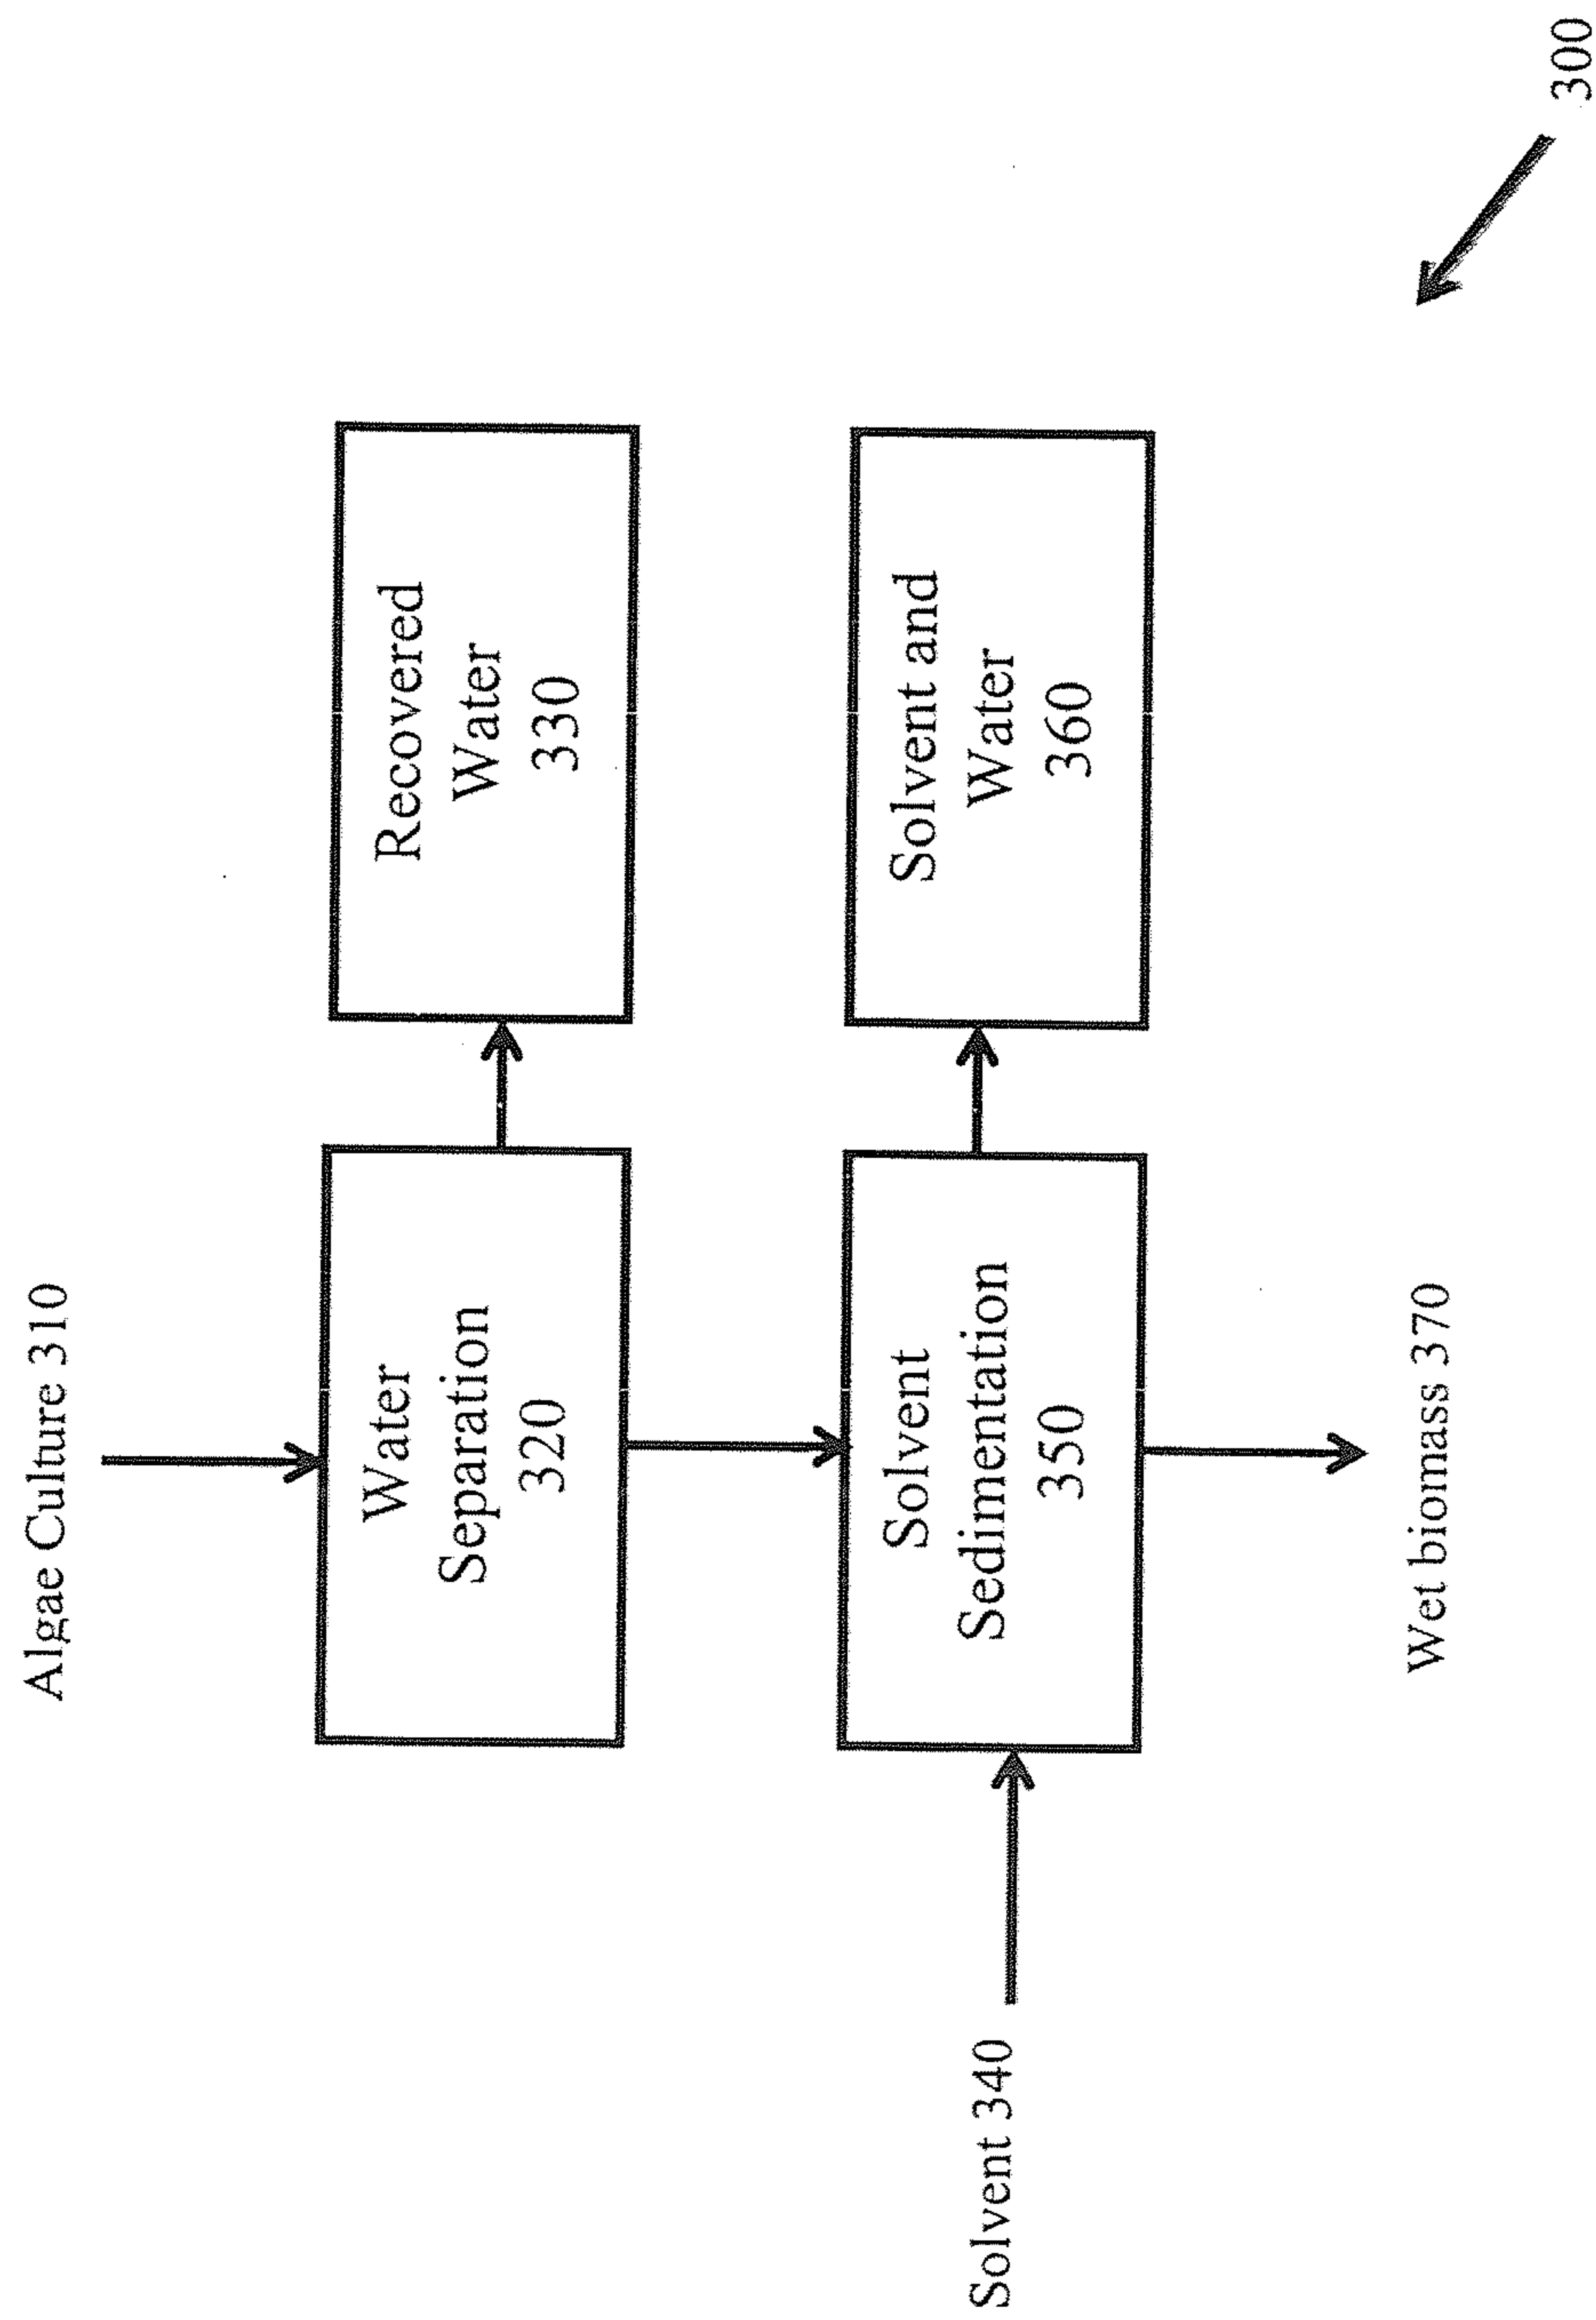 Algae Culture 310
Water
Separation
320
Recovered
Water
330
Solvent 340
Solvent
Sedimentation
350
Solvent and
Water
360
Wet biomass 370
300